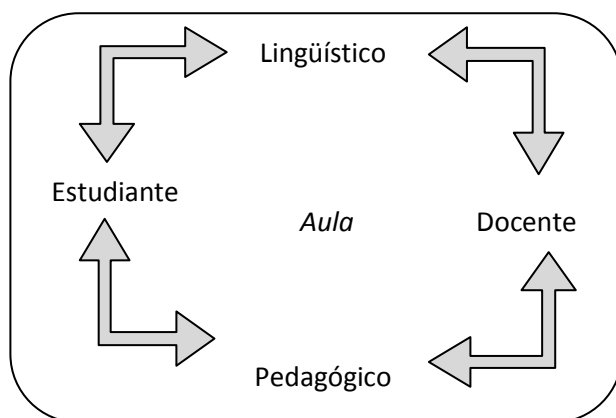 Lingüístico
Estudiante
Aula
Docente
Pedagógico